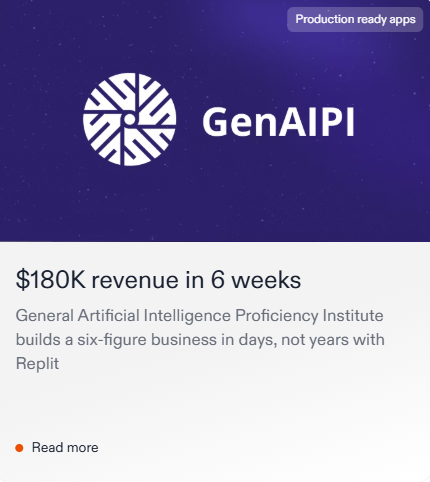 Production ready apps
GenAIPI
$180K revenue in 6 weeks
General Artificial Intelligence Proficiency Institute
builds a six-figure business in days, not years with
Replit
Read more